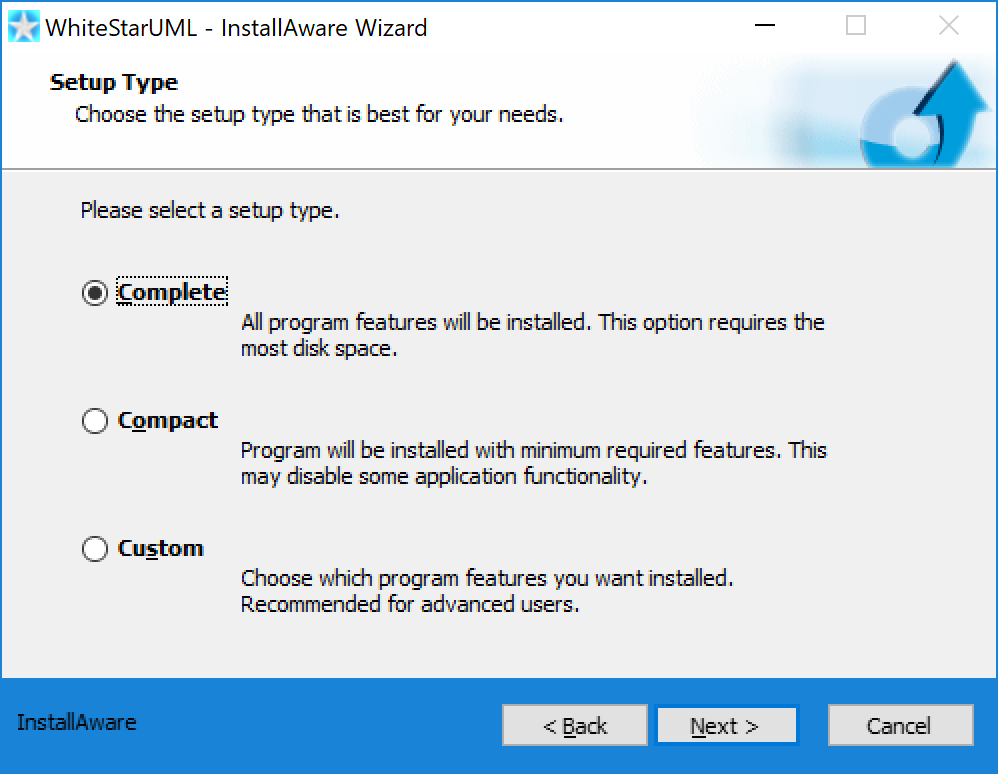 WhiteStarUML - InstallAware Wizard
Setup Type
Choose the setup type that is best for your needs.
Please select a setup type.
Complete
All program features will be installed. This option requires the
most disk space.
Compact
Program will be installed with minimum required features. This
may disable some application functionality.
Custom
Choose which program features you want installed.
Recommended for advanced users.
InstallAware
< Back
Next >
Cancel